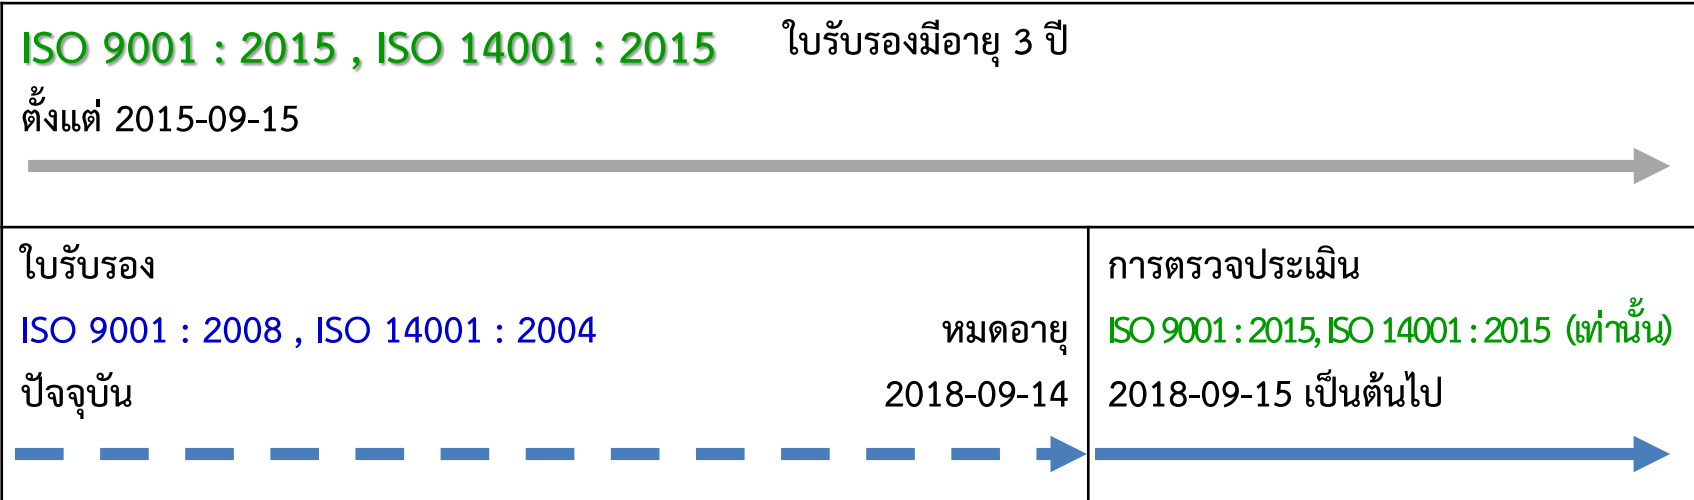 ISO 9001 : 2015 , ISO 14001 : 2015 ใบรับรองมีอายุ 3 ปี
ตั้งแต่ 2015-09-15
ใบรับรอง
ISO 9001 : 2008 , ISO 14001 : 2004 หมดอายุ
ปัจจุบัน 2018-09-14
การตรวจประเมิน
ISO 9001 : 2015, ISO 14001 : 2015 (เท่านั้น)
2018-09-15 เป็นต้นไป